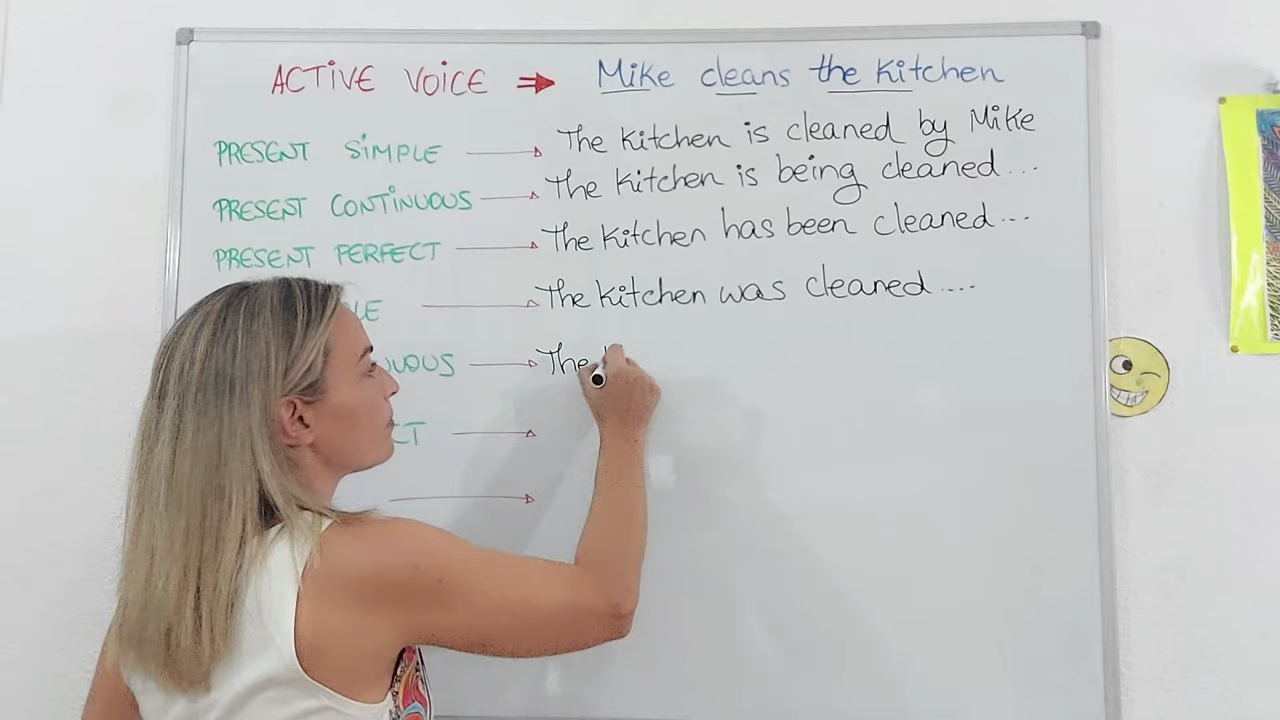 ACTIVE VOICE ⇒ Mike cleans the kitchen
PRESENT SIMPLE → The kitchen is cleaned by Mike
PRESENT CONTINUOUS → The kitchen is being cleaned...
PRESENT PERFECT → The kitchen has been cleaned...
→ The kitchen was cleaned....
→ The